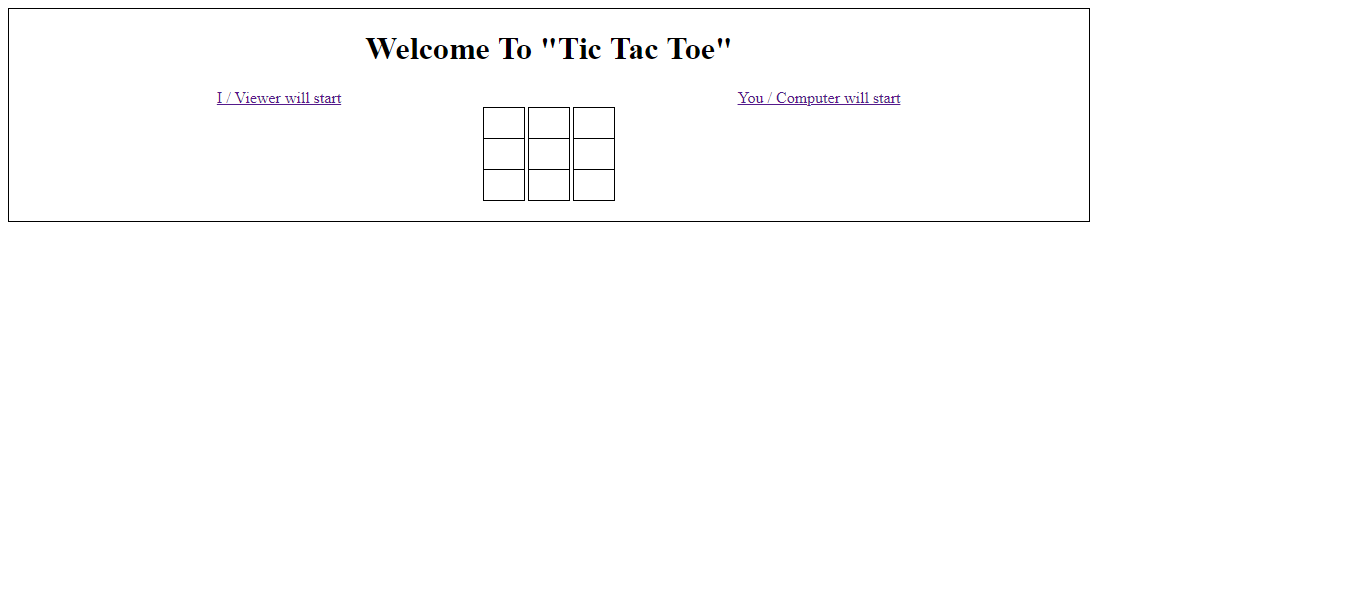 Welcome To "Tic Tac Toe"
I / Viewer will start
You / Computer will start